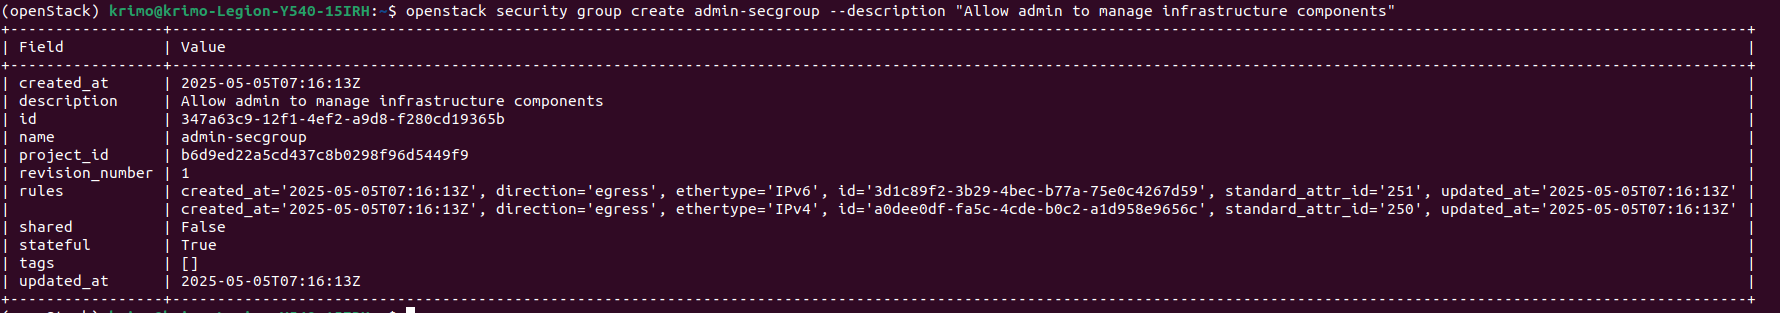 (openStack) krimo@krimo-Legion-Y540-15IRH:~$ openstack security group create admin-secgroup --description "Allow admin to manage infrastructure components"
| Field | Value |
| created_at | 2025-05-05T07:16:13Z |
| description | Allow admin to manage infrastructure components |
| id | 347a63c9-12f1-4ef2-a9d8-f280cd19365b |
| name | admin-secgroup |
| project_id | b6d9ed22a5cd437c8b0298f96d5449f9 |
| revision_number | 1 |
| rules | created_at='2025-05-05T07:16:13Z', direction='egress', ethertype='IPv6', id='3d1c89f2-3b29-4bec-b77a-75e0c4267d59', standard_attr_id='251', updated_at='2025-05-05T07:16:13Z' |
| | created_at='2025-05-05T07:16:13Z', direction='egress', ethertype='IPv4', id='a0dee0df-fa5c-4cde-b0c2-a1d958e9656c', standard_attr_id='250', updated_at='2025-05-05T07:16:13Z' |
| shared | False |
| stateful | True |
| tags | [] |
| updated_at | 2025-05-05T07:16:13Z |